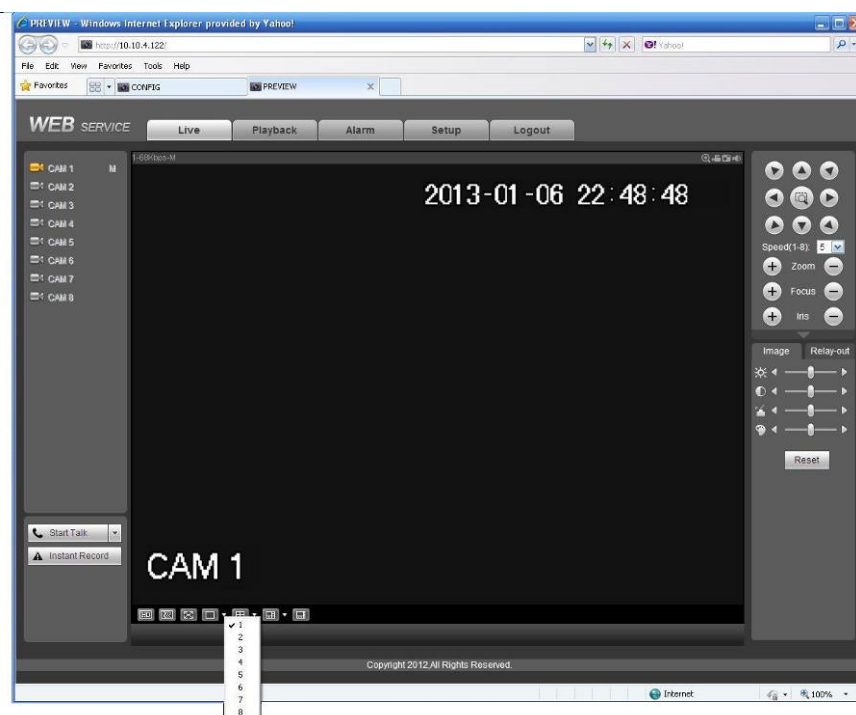 PREVIEW - Windows Internet Explorer provided by Yahoo!
http://10.10.4.122/
Yahoo!
File Edit View Favorites Tools Help
Favorites CONFIG PREVIEW X
WEB SERVICE Live Playback Alarm Setup Logout
1-68Kbps-M
CAM 1 M
CAM 2
CAM 3
CAM 4
CAM 5
CAM 6
CAM 7
CAM 8
2013-01-06 22:48:48
Speed(1-8): 5
Zoom
Focus
Iris
Image Relay-out
Reset
Start Talk
Instant Record
CAM 1
1
2
3
4
5
6
7
8
Copyright 2012,All Rights Reserved.
Internet 100%